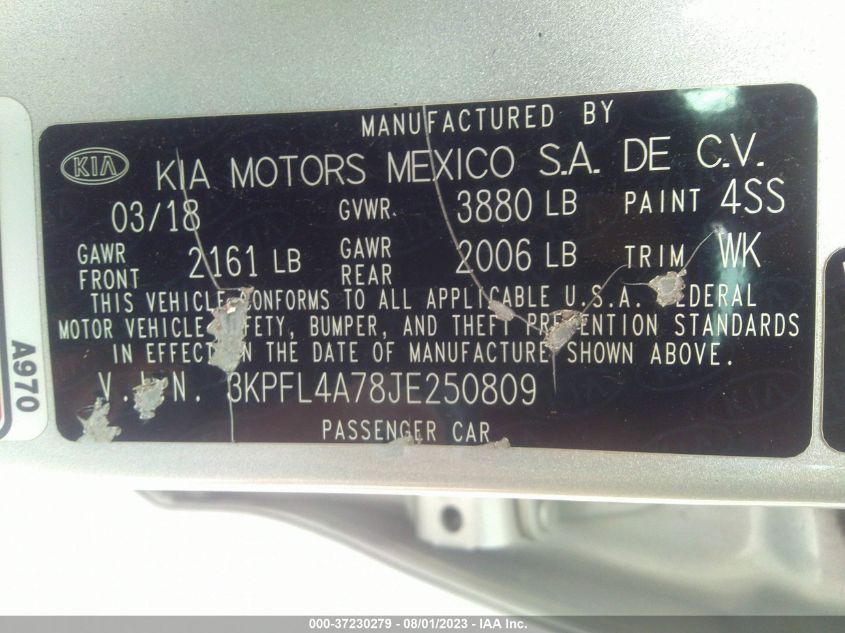 MANUFACTURED BY
KIA
KIA MOTORS MEXICO S.A. DE C.V.
03/18 GVWR 3880 LB PAINT 4SS
GAWR FRONT 2161 LB GAWR REAR 2006 LB TRIM WK
THIS VEHICLE CONFORMS TO ALL APPLICABLE U.S.A. FEDERAL
MOTOR VEHICLE SAFETY, BUMPER, AND THEFT PREVENTION STANDARDS
IN EFFECT ON THE DATE OF MANUFACTURE SHOWN ABOVE.
V.I.N. 3KPFL4A78JE250809
PASSENGER CAR
A970
000-37230279 - 08/01/2023 - IAA Inc.